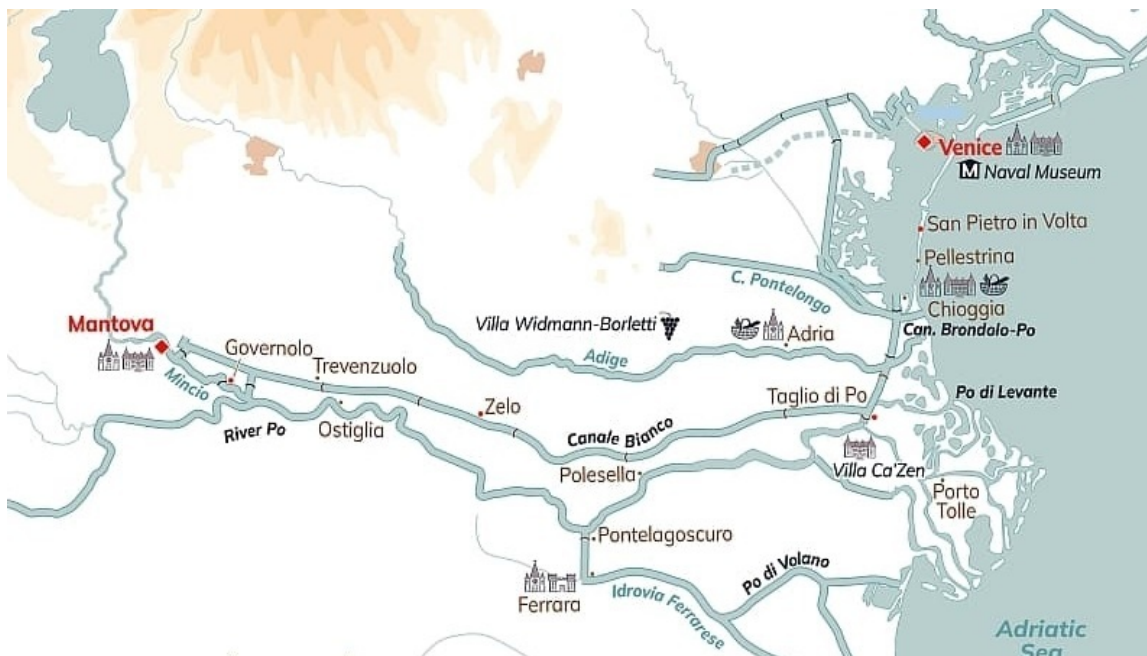 Venice
M Naval Museum
San Pietro in Volta
Pellestrina
C. Pontelongo
Chioggia
Can. Brondalo-Po
Villa Widmann-Borletti
Adria
Adige
Mantova
Governolo
Trevenzuolo
Mincio
Zelo
Taglio di Po
Po di Levante
River Po
Ostiglia
Canale Bianco
Polesella
Villa Ca'Zen
Porto
Tolle
Pontelagoscuro
Po di Volano
Ferrara
Idrovia Ferrarese
Adriatic
Sea